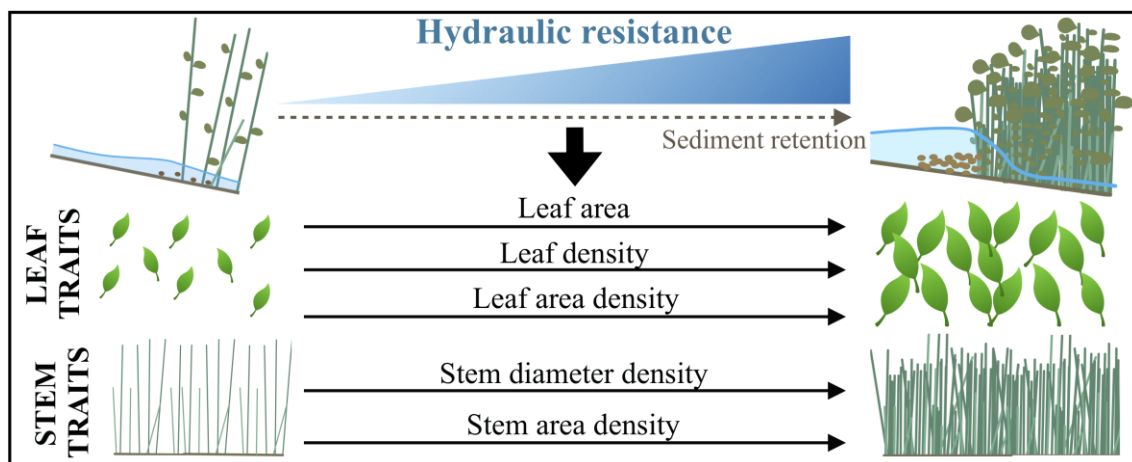 Hydraulic resistance
Sediment retention
LEAF
TRAITS
Leaf area
Leaf density
Leaf area density
STEM
TRAITS
Stem diameter density
Stem area density